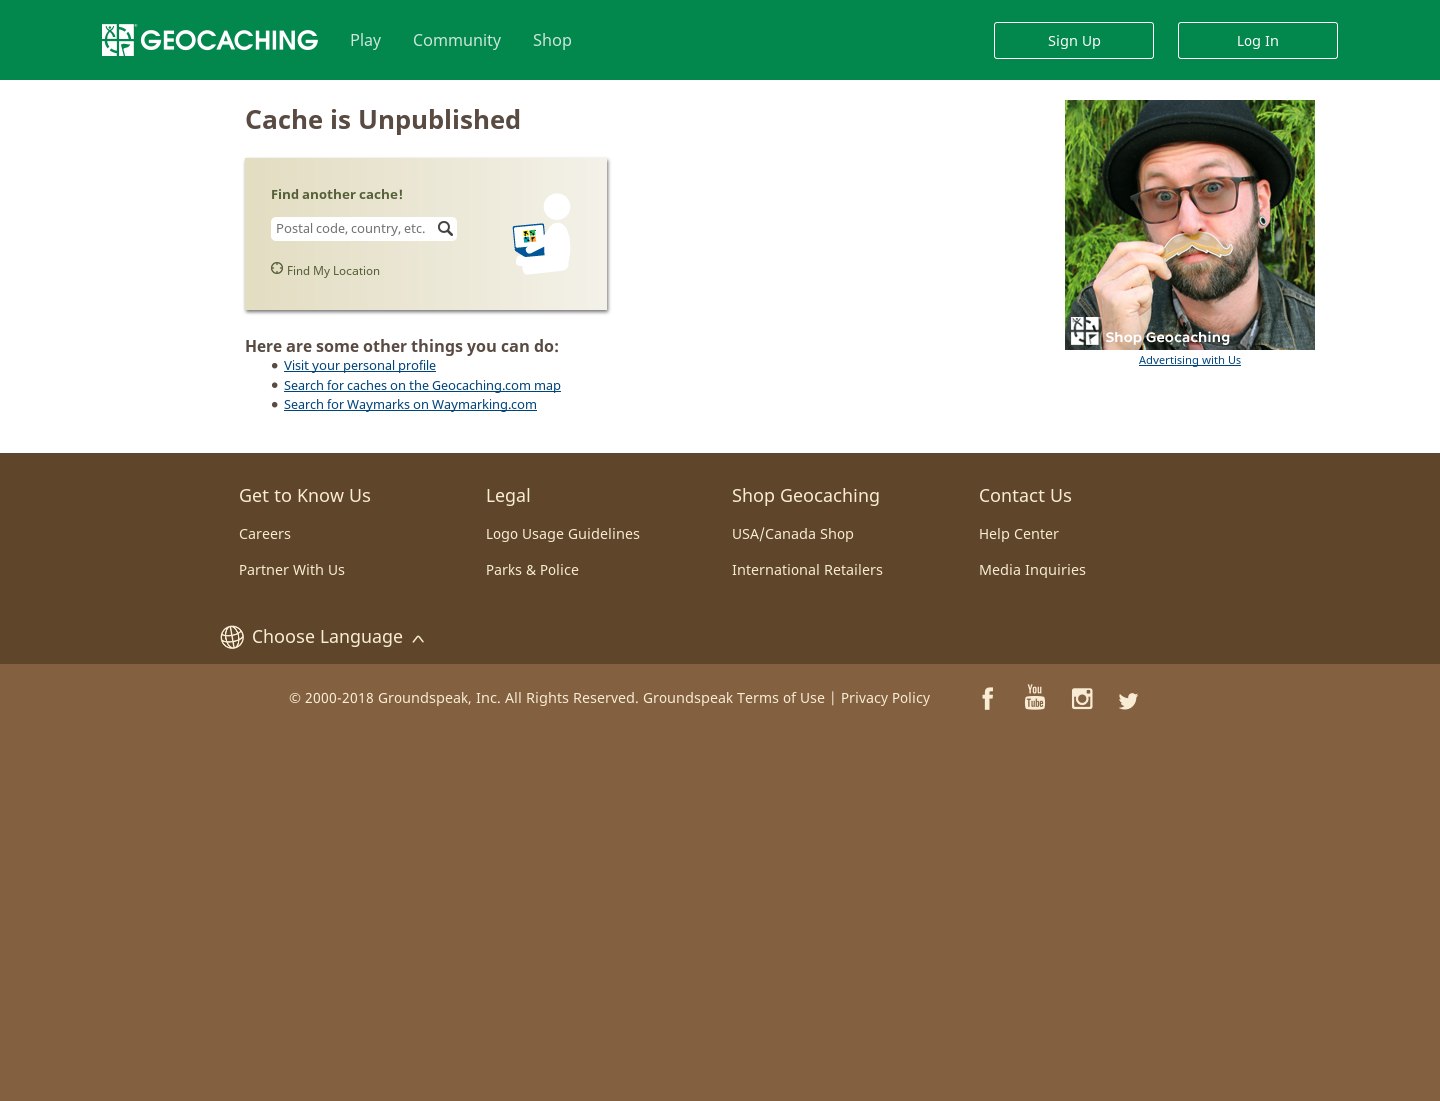 GEOCACHING
Play
Community
Shop
Sign Up
Log In
Cache is Unpublished
Find another cache!
Postal code, country, etc.
Find My Location
Here are some other things you can do:
Visit your personal profile
Search for caches on the Geocaching.com map
Search for Waymarks on Waymarking.com
Shop Geocaching
Advertising with Us
Get to Know Us
Careers
Partner With Us
Legal
Logo Usage Guidelines
Parks & Police
Shop Geocaching
USA/Canada Shop
International Retailers
Contact Us
Help Center
Media Inquiries
Choose Language
© 2000-2018 Groundspeak, Inc. All Rights Reserved. Groundspeak Terms of Use | Privacy Policy
You
Tube